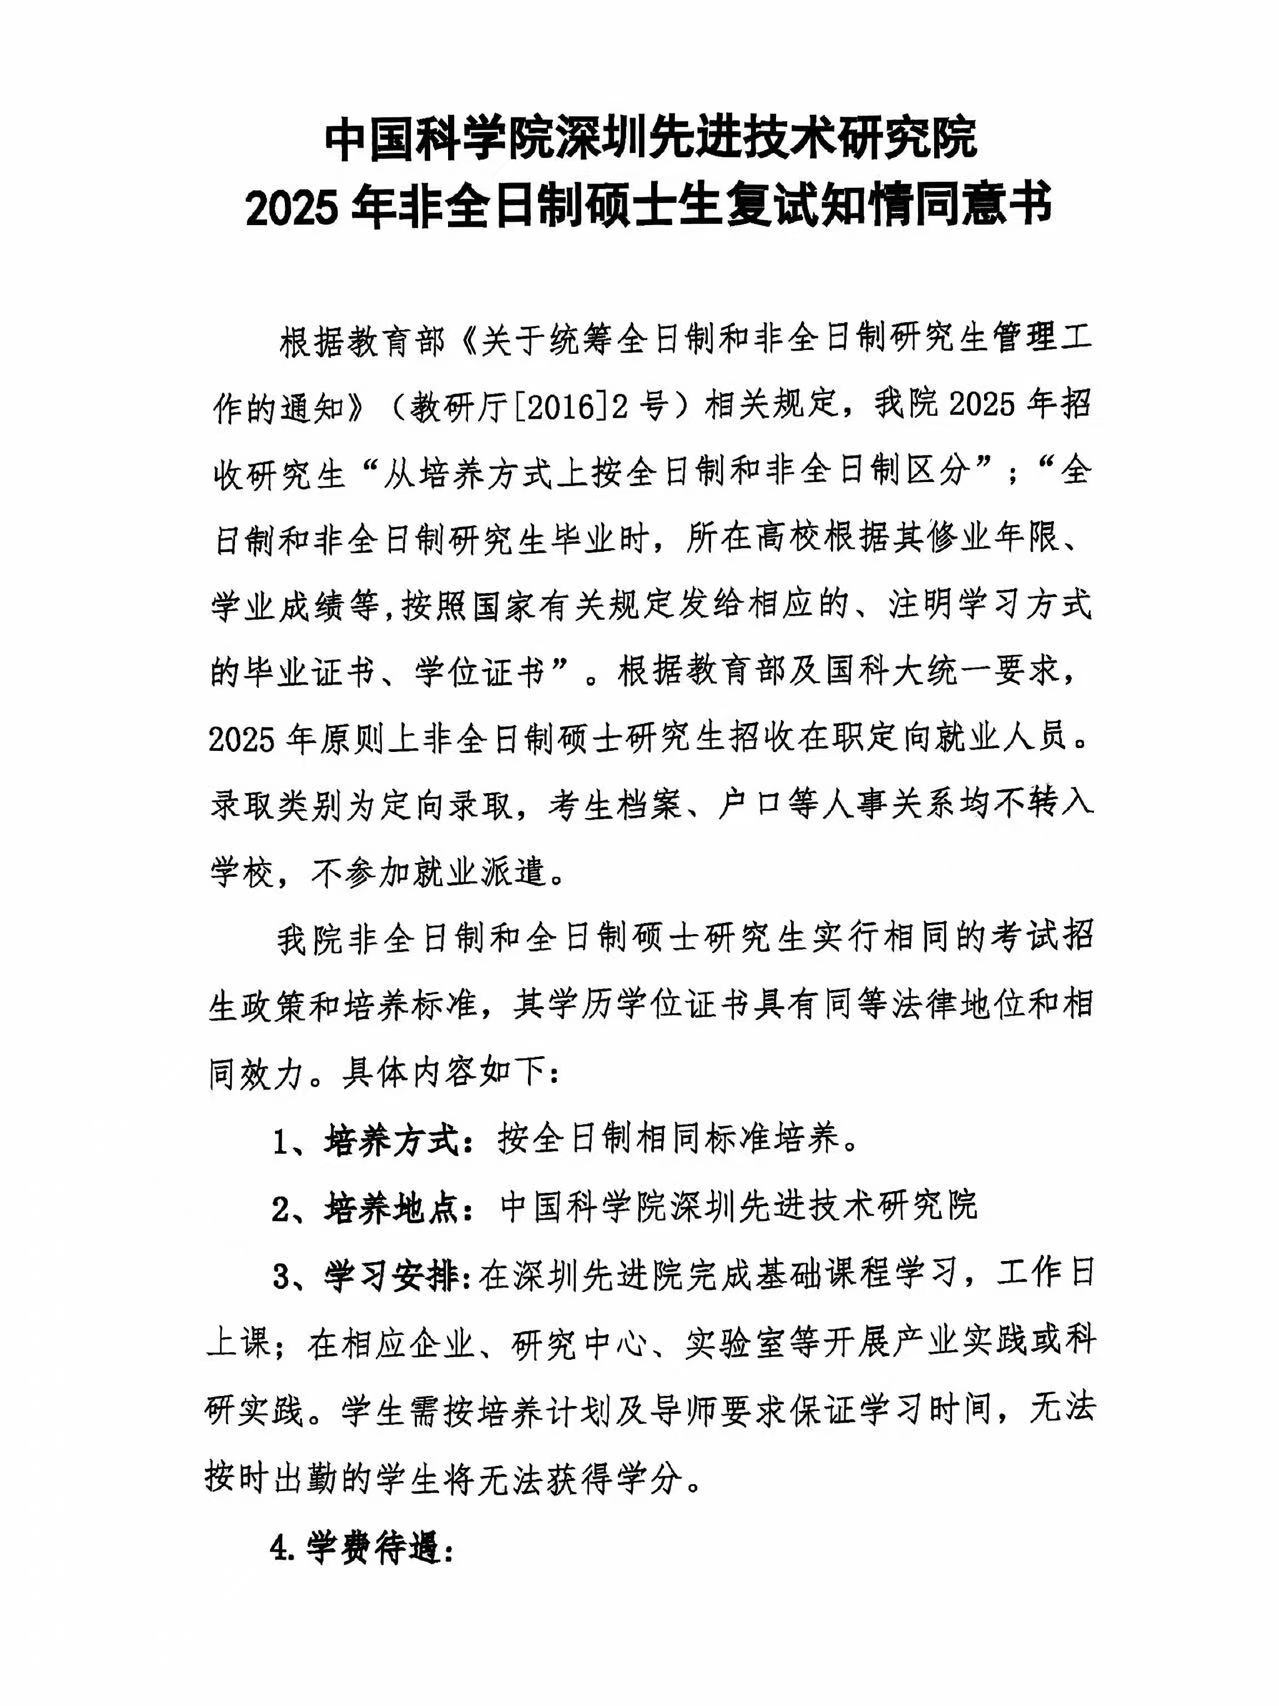 中国科学院深圳先进技术研究院
2025 年非全日制硕士生复试知情同意书
根据教育部《关于统筹全日制和非全日制研究生管理工
作的通知》（教研厅[2016]2 号）相关规定，我院 2025 年招
收研究生“从培养方式上按全日制和非全日制区分”；“全
日制和非全日制研究生毕业时，所在高校根据其修业年限、
学业成绩等，按照国家有关规定发给相应的、注明学习方式
的毕业证书、学位证书”。根据教育部及国科大统一要求，
2025 年原则上非全日制硕士研究生招收在职定向就业人员。
录取类别为定向录取，考生档案、户口等人事关系均不转入
学校，不参加就业派遣。
我院非全日制和全日制硕士研究生实行相同的考试招
生政策和培养标准，其学历学位证书具有同等法律地位和相
同效力。具体内容如下：
1、培养方式：按全日制相同标准培养。
2、培养地点：中国科学院深圳先进技术研究院
3、学习安排：在深圳先进院完成基础课程学习，工作日
上课；在相应企业、研究中心、实验室等开展产业实践或科
研实践。学生需按培养计划及导师要求保证学习时间，无法
按时出勤的学生将无法获得学分。
4.学费待遇：